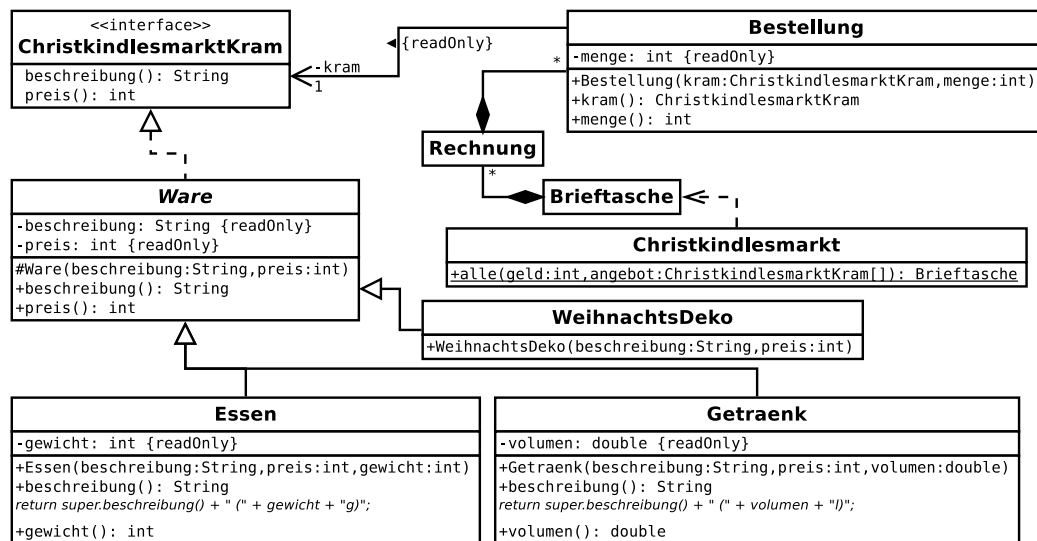 <<interface>>
ChristkindlesmarktKram
beschreibung(): String
preis(): int
{readOnly}
-kram
1
Bestellung
-menge: int {readOnly}
+Bestellung(kram:ChristkindlesmarktKram,menge:int)
+kram(): ChristkindlesmarktKram
+menge(): int
*
Rechnung
*
Brieftasche
Christkindlesmarkt
+alle(geld:int,angebot:ChristkindlesmarktKram[]): Brieftasche
Ware
-beschreibung: String {readOnly}
-preis: int {readOnly}
#Ware(beschreibung:String,preis:int)
+beschreibung(): String
+preis(): int
WeihnachtsDeko
+WeihnachtsDeko(beschreibung:String,preis:int)
Essen
-gewicht: int {readOnly}
+Essen(beschreibung:String,preis:int,gewicht:int)
+beschreibung(): String
return super.beschreibung() + " (" + gewicht + "g)";
+gewicht(): int
Getraenk
-volumen: double {readOnly}
+Getraenk(beschreibung:String,preis:int,volumen:double)
+beschreibung(): String
return super.beschreibung() + " (" + volumen + "l)";
+volumen(): double